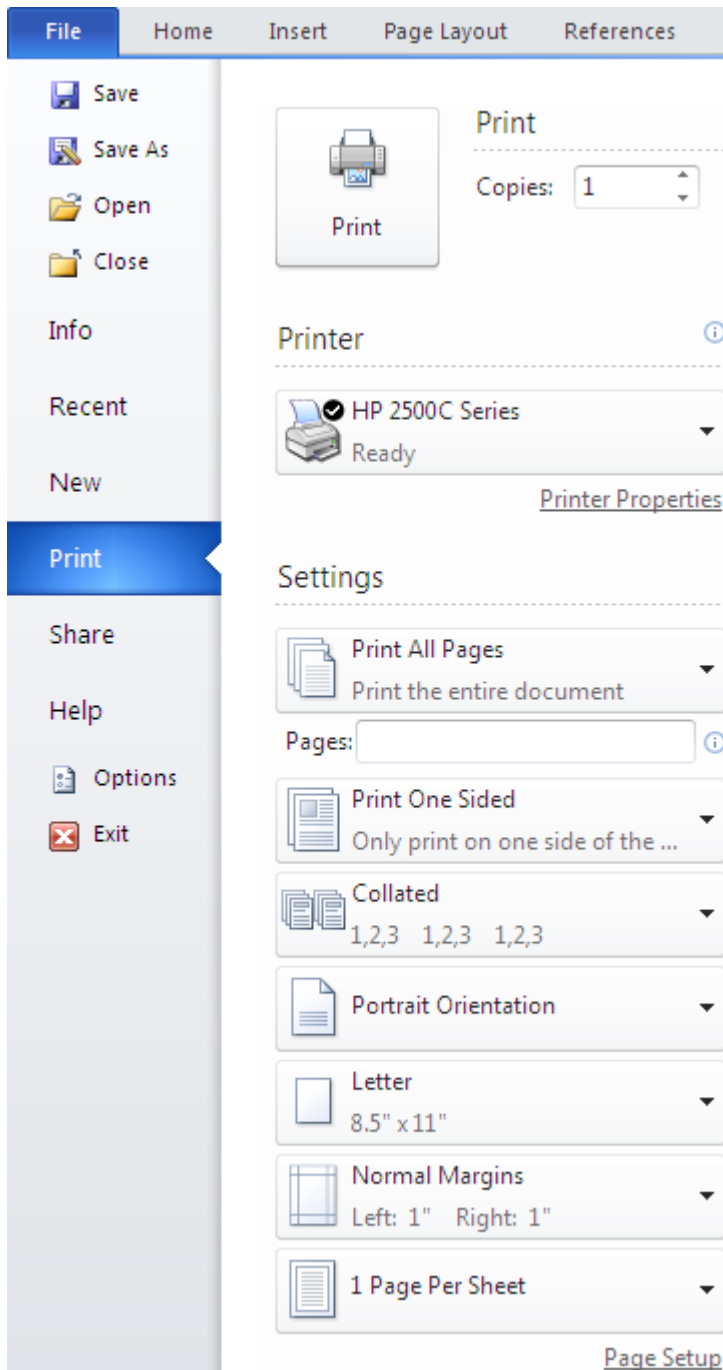 File Home Insert Page Layout References
Save
Save As
Open
Close
Info
Recent
New
Print
Share
Help
Options
Exit
Print
Print
Copies: 1
Printer
HP 2500C Series
Ready
Printer Properties
Settings
Print All Pages
Print the entire document
Pages:
Print One Sided
Only print on one side of the ...
Collated
1,2,3 1,2,3 1,2,3
Portrait Orientation
Letter
8.5" x 11"
Normal Margins
Left: 1" Right: 1"
1 Page Per Sheet
Page Setup